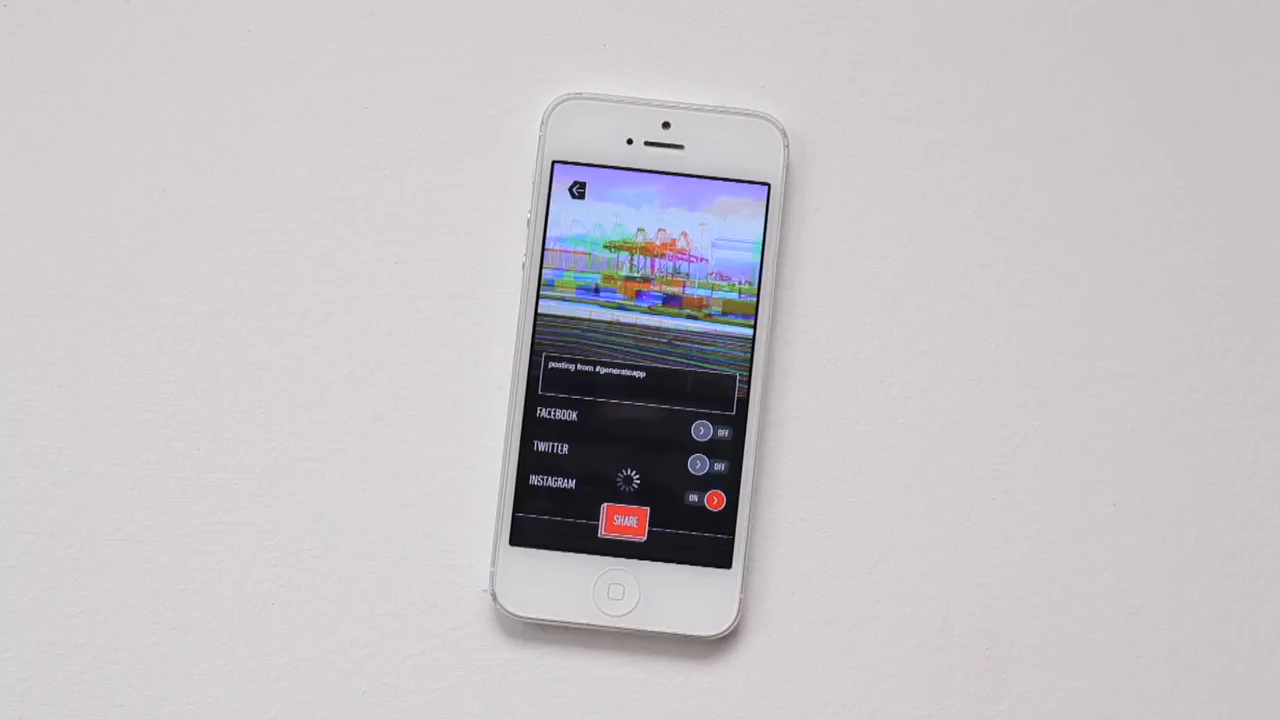 posting from #generateapp
FACEBOOK
OFF
TWITTER
OFF
INSTAGRAM
ON
SHARE